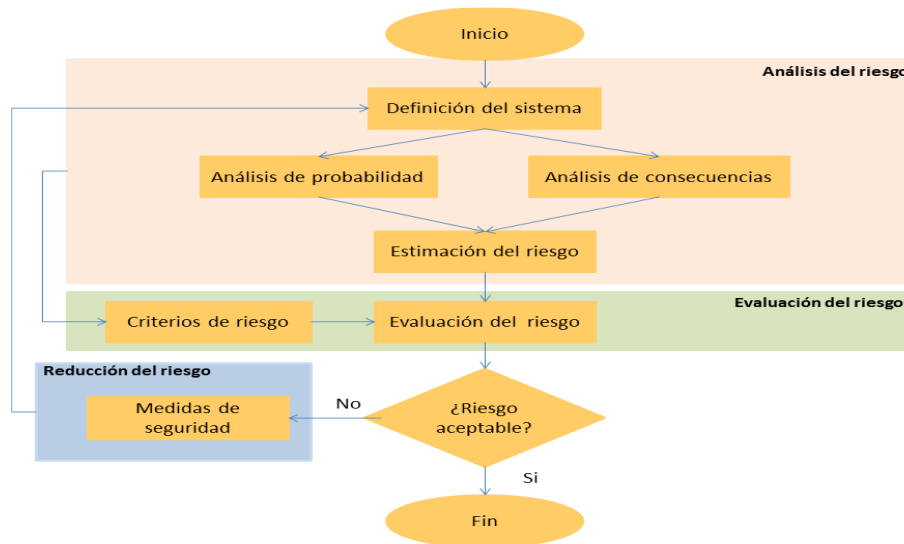 Inicio
Análisis del riesgo
Definición del sistema
Análisis de probabilidad
Análisis de consecuencias
Estimación del riesgo
Evaluación del riesgo
Criterios de riesgo
Evaluación del riesgo
Reducción del riesgo
Medidas de
seguridad
No
¿Riesgo
aceptable?
Si
Fin